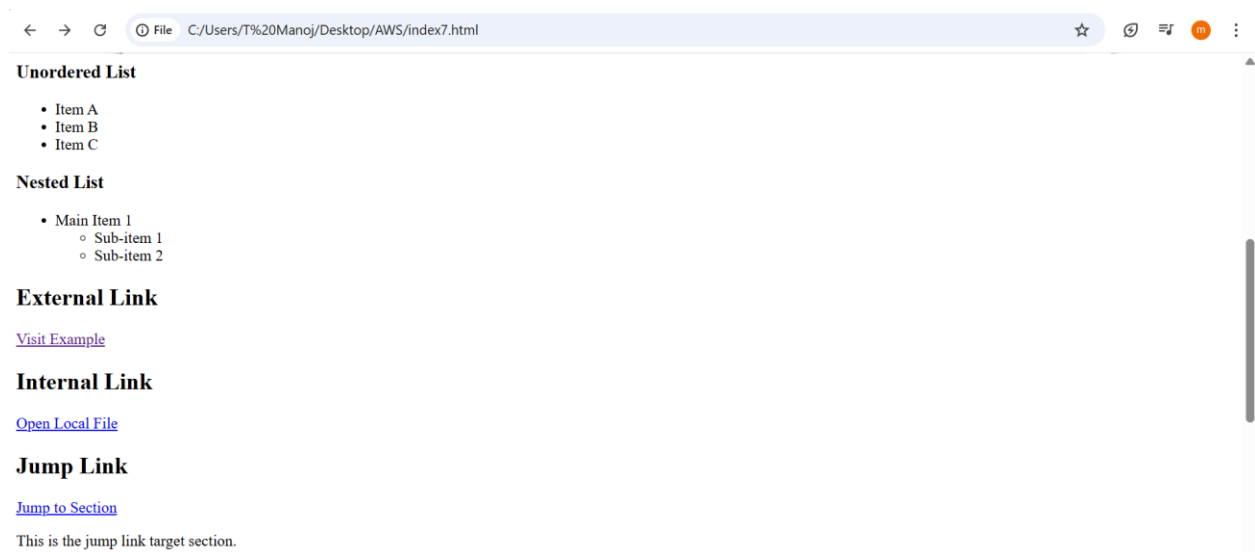 File C:/Users/T%20Manoj/Desktop/AWS/index7.html
m
Unordered List
Item A
Item B
Item C
Nested List
Main Item 1
Sub-item 1
Sub-item 2
External Link
Visit Example
Internal Link
Open Local File
Jump Link
Jump to Section
This is the jump link target section.